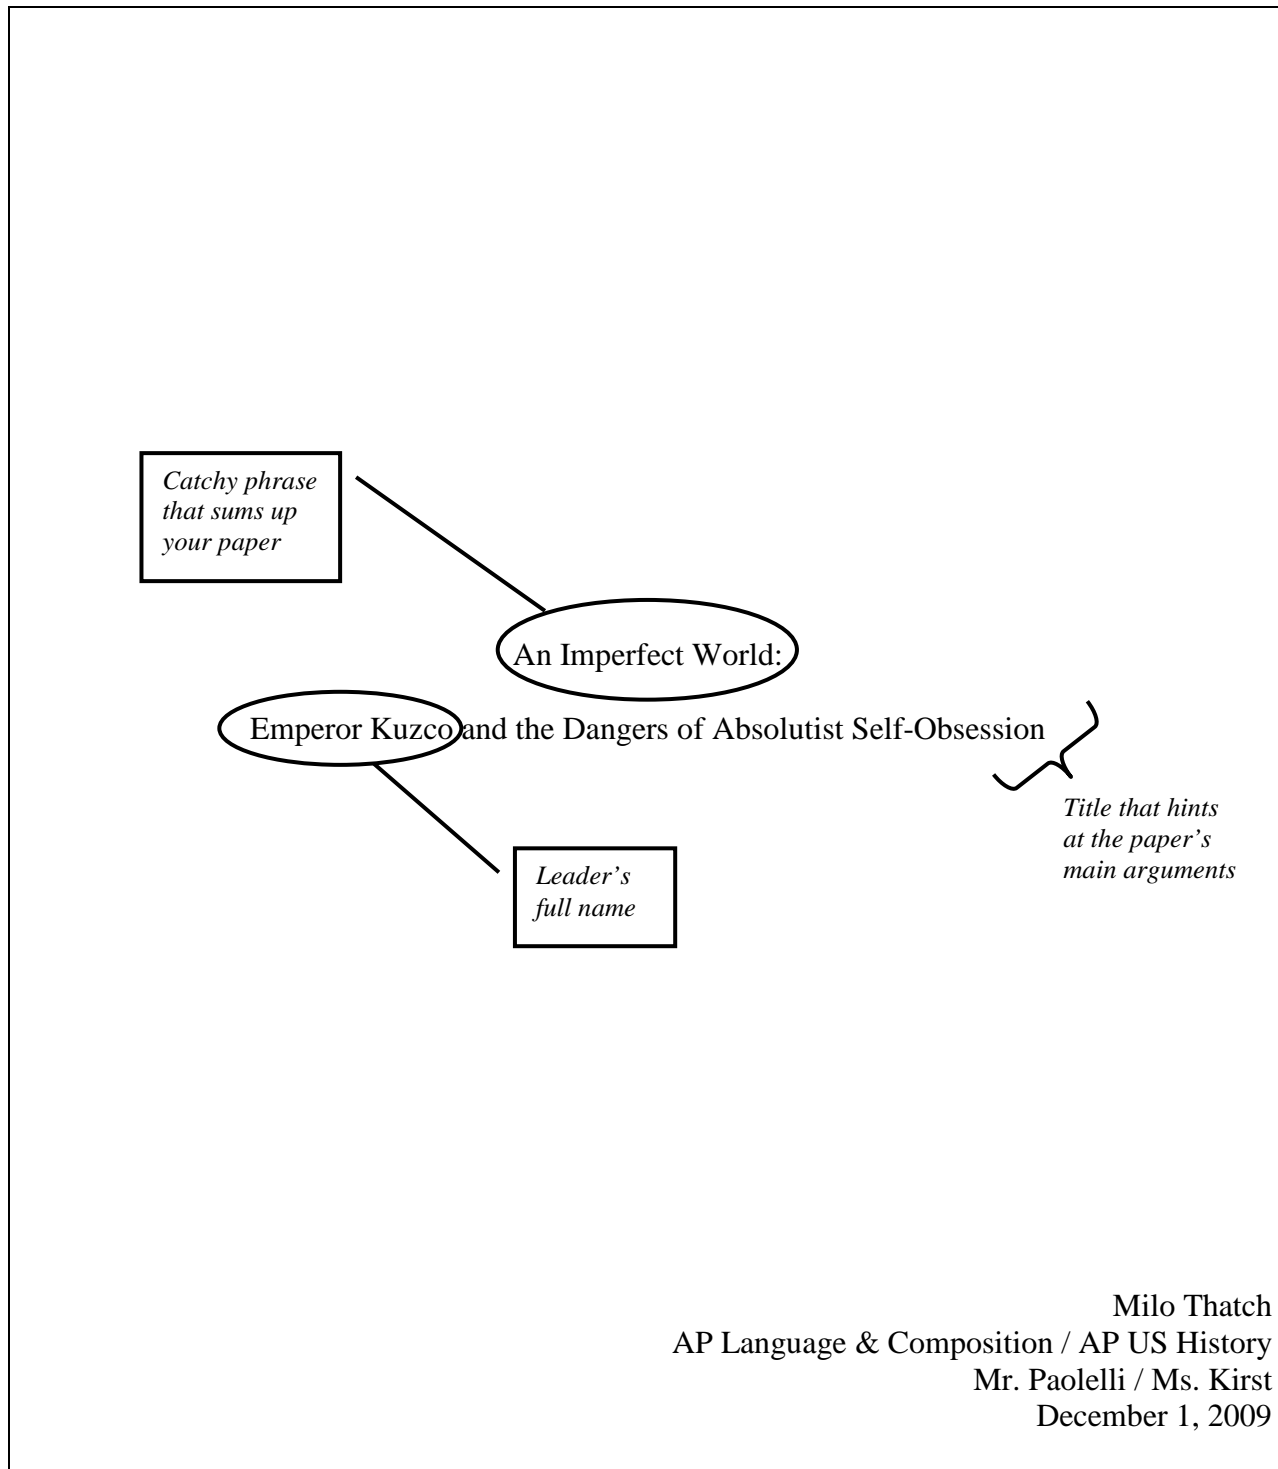 Catchy phrase
that sums up
your paper
An Imperfect World:
Emperor Kuzco and the Dangers of Absolutist Self-Obsession
Title that hints
at the paper's
main arguments
Leader's
full name
Milo Thatch
AP Language & Composition / AP US History
Mr. Paolelli / Ms. Kirst
December 1, 2009